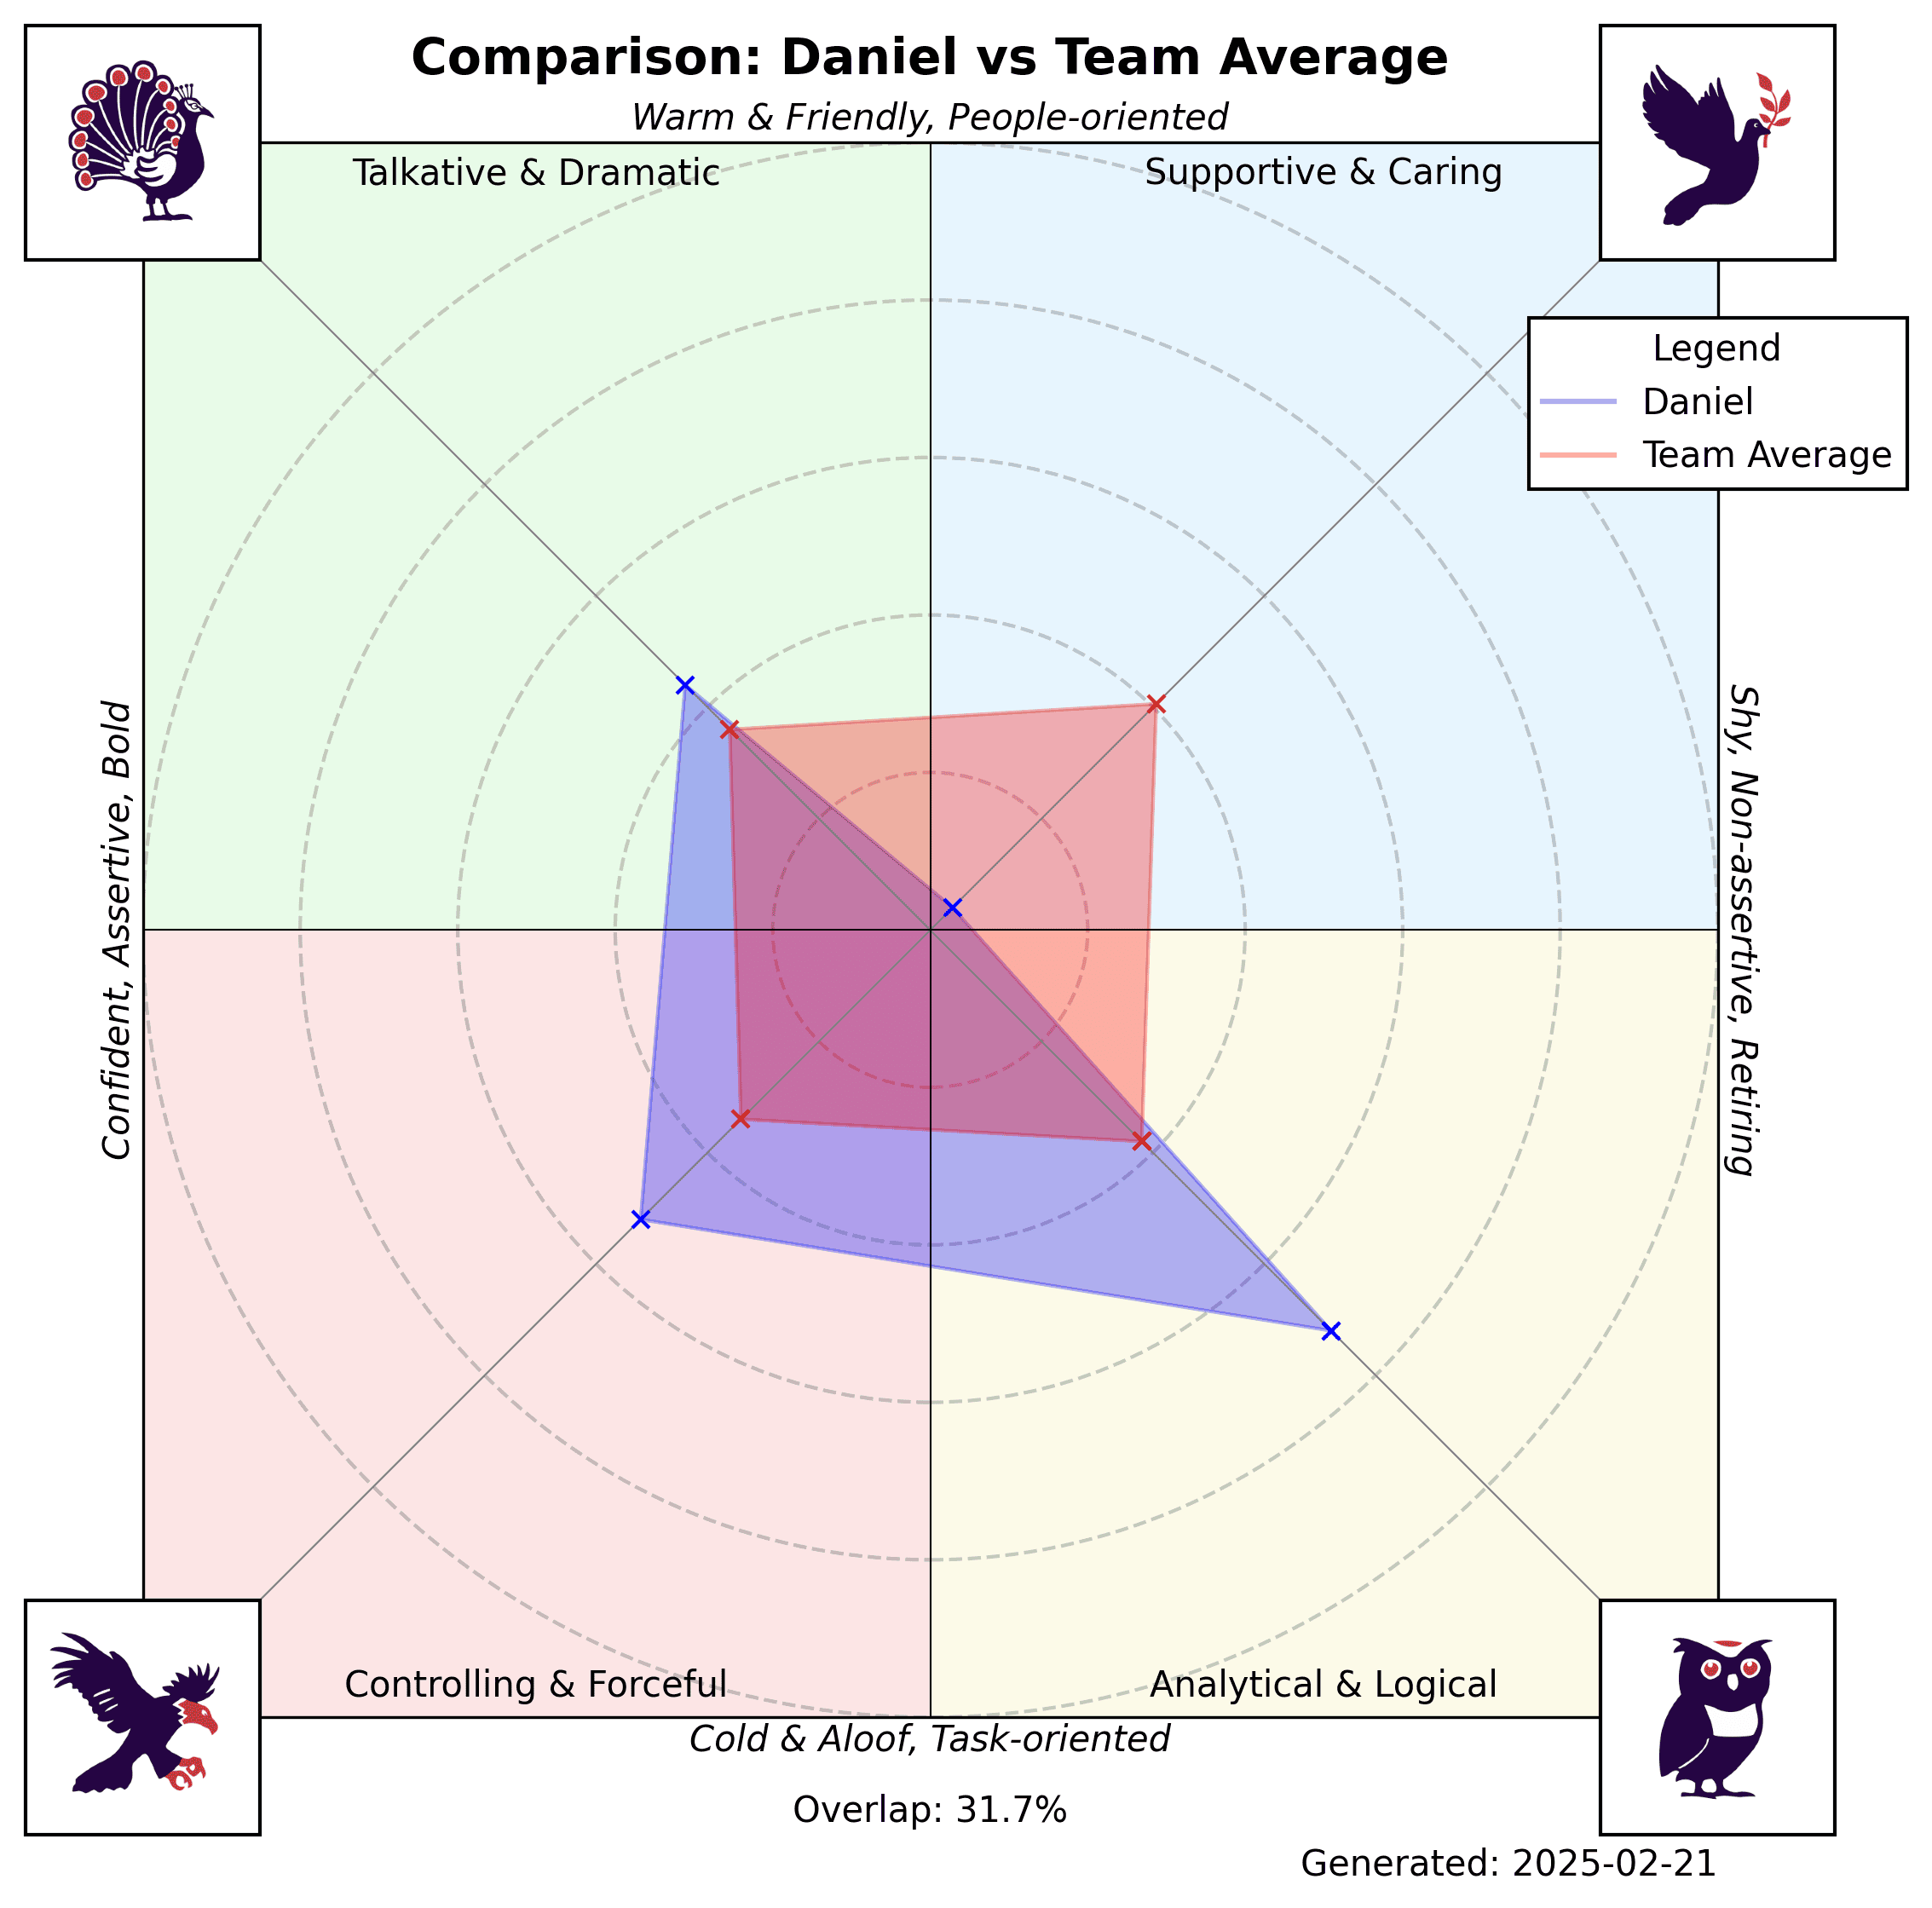 Comparison: Daniel vs Team Average
Warm & Friendly, People-oriented
Talkative & Dramatic
Supportive & Caring
Legend
Daniel
Team Average
Confident, Assertive, Bold
Shy, Non-assertive, Retiring
Controlling & Forceful
Analytical & Logical
Cold & Aloof, Task-oriented
Overlap: 31.7%
Generated: 2025-02-21